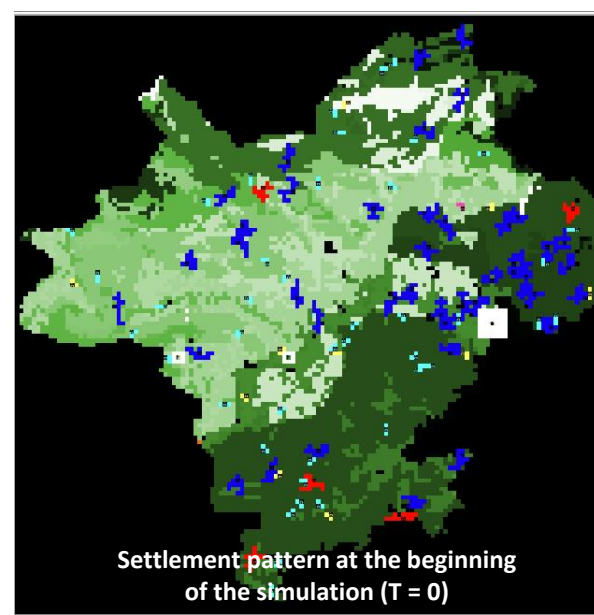 Settlement pattern at the beginning
of the simulation (T = 0)